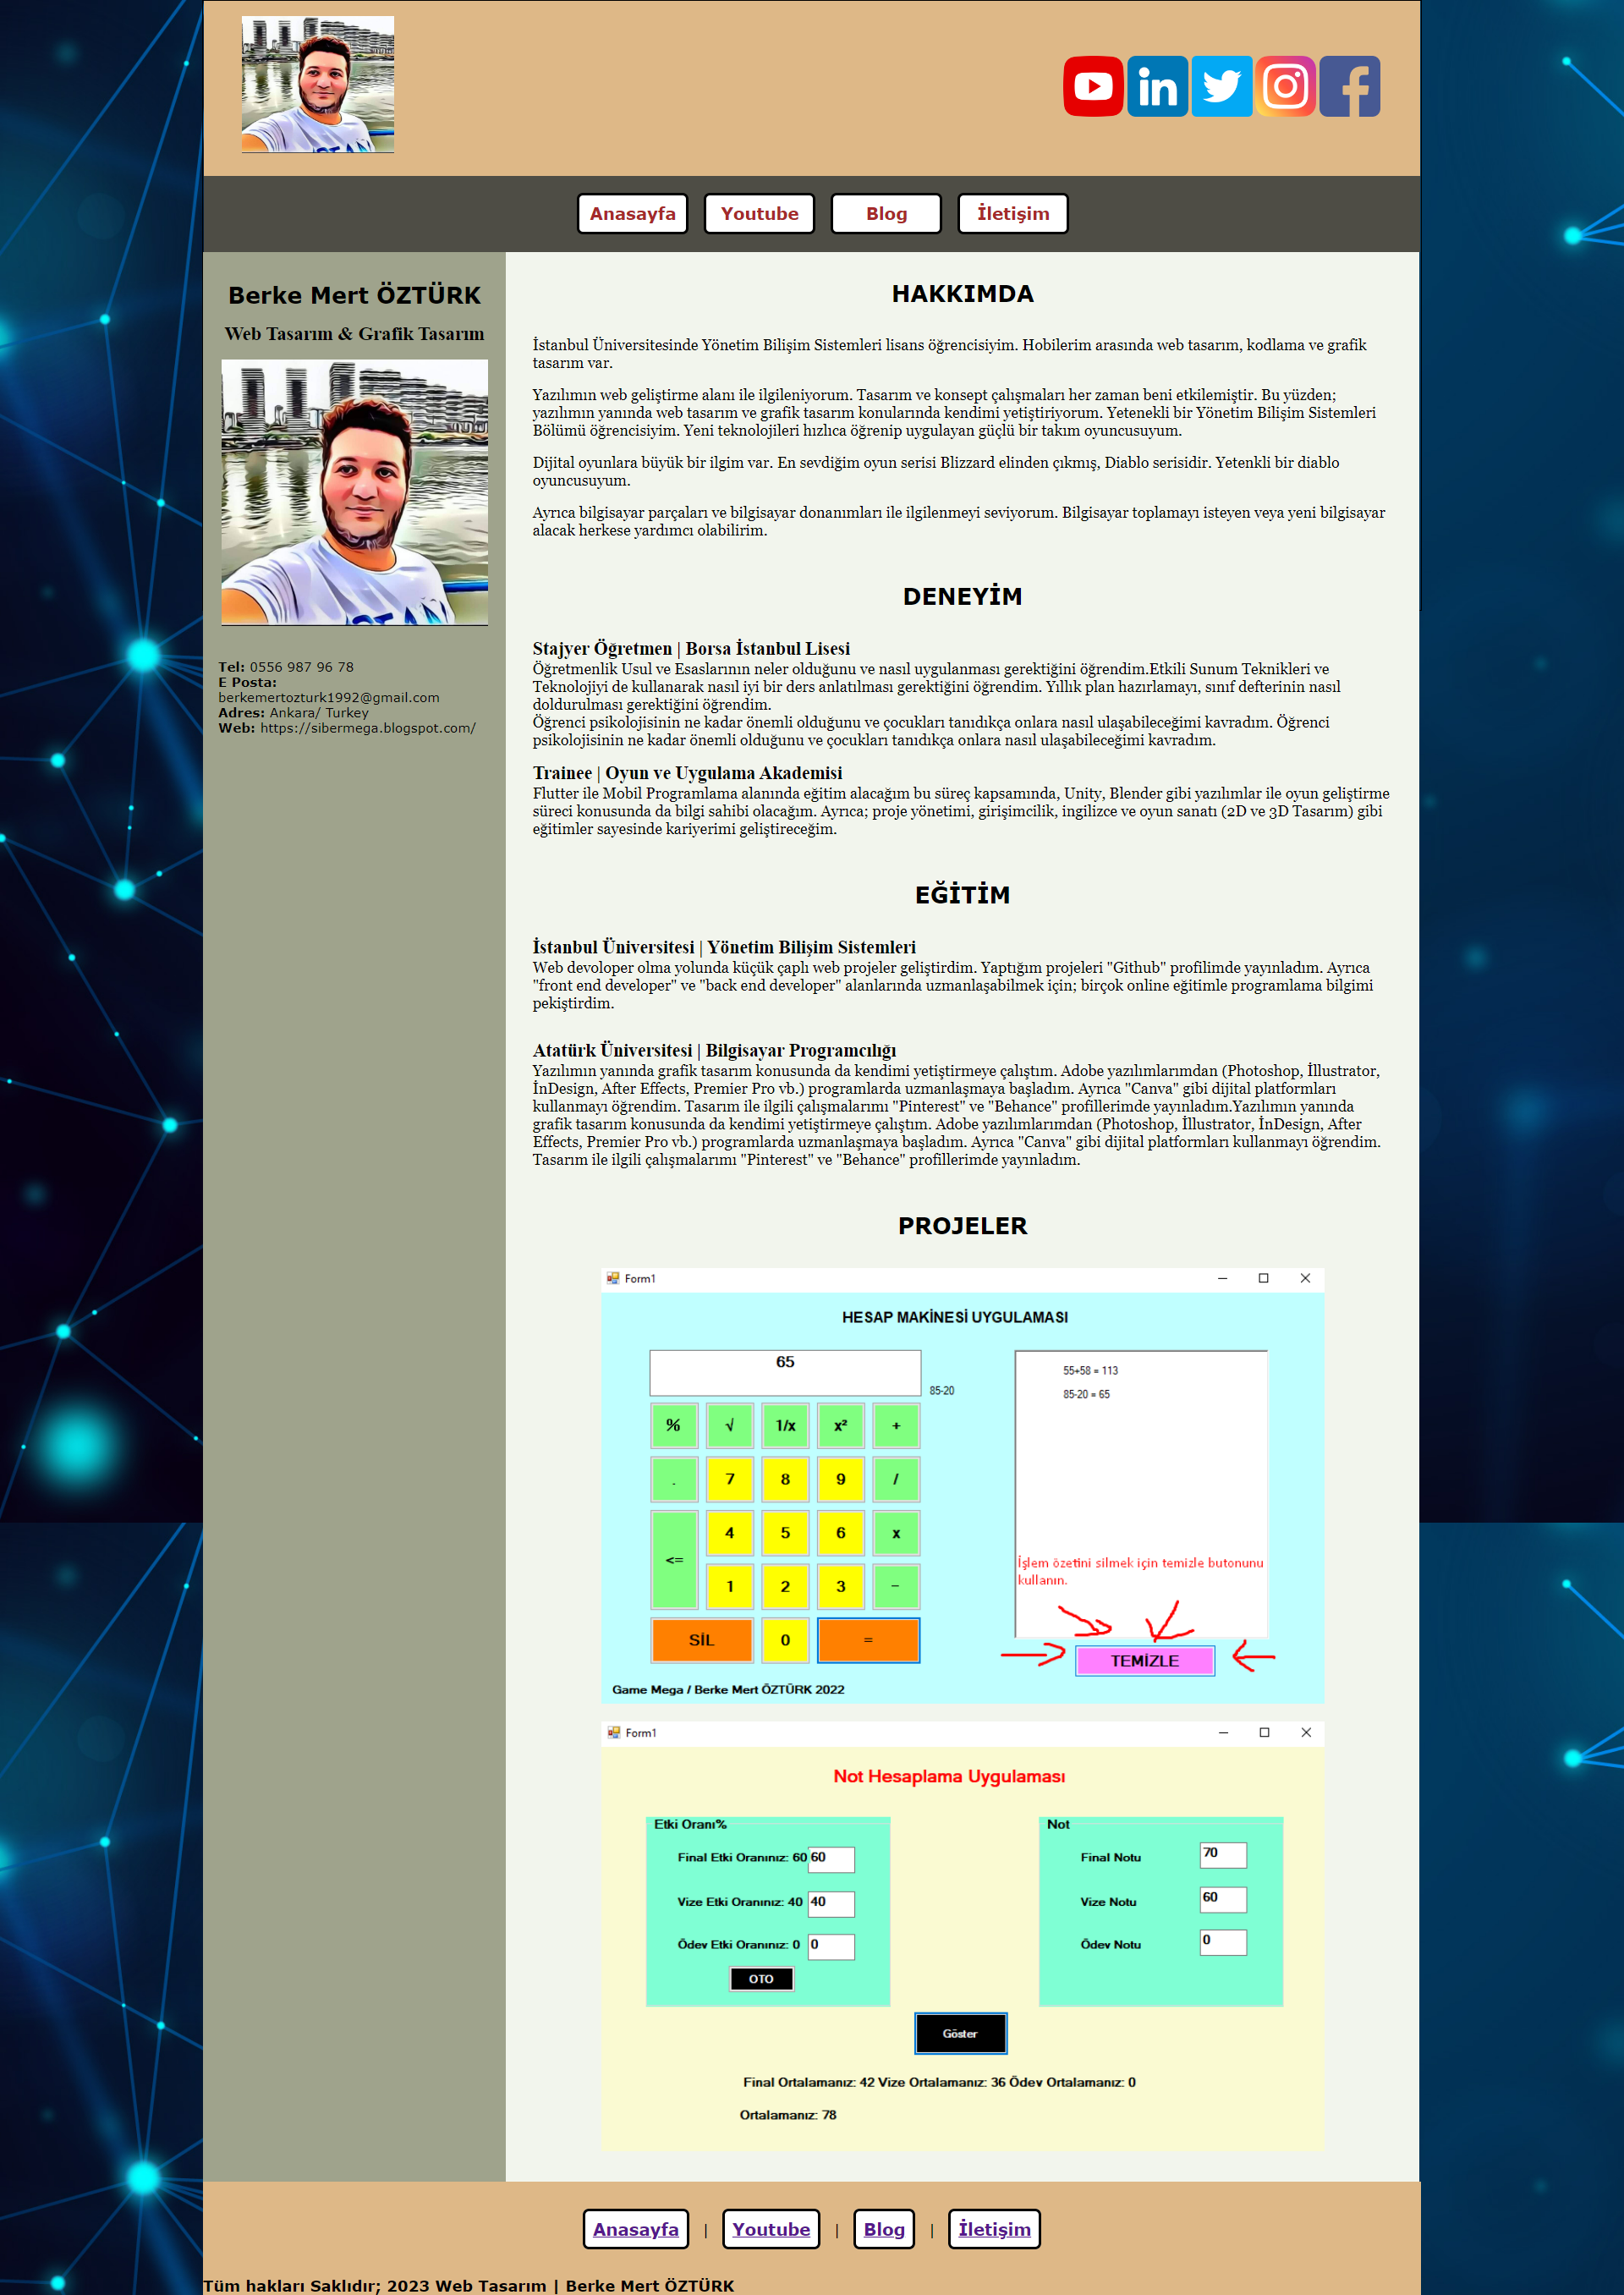 Anasayfa
Youtube
Blog
İletişim
Berke Mert ÖZTÜRK
Web Tasarım & Grafik Tasarım
Tel: 0556 987 96 78
E Posta:
berkemertozturk1992@gmail.com
Adres: Ankara/ Turkey
Web: https://sibermega.blogspot.com/
HAKKIMDA
İstanbul Üniversitesinde Yönetim Bilişim Sistemleri lisans öğrencisiyim. Hobilerim arasında web tasarım, kodlama ve grafik
tasarım var.
Yazılımın web geliştirme alanı ile ilgileniyorum. Tasarım ve konsept çalışmaları her zaman beni etkilemiştir. Bu yüzden;
yazılımın yanında web tasarım ve grafik tasarım konularında kendimi yetiştiriyorum. Yetenekli bir Yönetim Bilişim Sistemleri
Bölümü öğrencisiyim. Yeni teknolojileri hızlıca öğrenip uygulayan güçlü bir takım oyuncusuyum.
Dijital oyunlara büyük bir ilgim var. En sevdiğim oyun serisi Blizzard elinden çıkmış, Diablo serisidir. Yetenkli bir diablo
oyuncusuyum.
Ayrıca bilgisayar parçaları ve bilgisayar donanımları ile ilgilenmeyi seviyorum. Bilgisayar toplamayı isteyen veya yeni bilgisayar
alacak herkese yardımcı olabilirim.
DENEYİM
Stajyer Öğretmen | Borsa İstanbul Lisesi
Öğretmenlik Usul ve Esaslarının neler olduğunu ve nasıl uygulanması gerektiğini öğrendim.Etkili Sunum Teknikleri ve
Teknolojiyi de kullanarak nasıl iyi bir ders anlatılması gerektiğini öğrendim. Yıllık plan hazırlamayı, sınıf defterinin nasıl
doldurulması gerektiğini öğrendim.
Öğrenci psikolojisinin ne kadar önemli olduğunu ve çocukları tanıdıkça onlara nasıl ulaşabileceğimi kavradım. Öğrenci
psikolojisinin ne kadar önemli olduğunu ve çocukları tanıdıkça onlara nasıl ulaşabileceğimi kavradım.
Trainee | Oyun ve Uygulama Akademisi
Flutter ile Mobil Programlama alanında eğitim alacağım bu süreç kapsamında, Unity, Blender gibi yazılımlar ile oyun geliştirme
süreci konusunda da bilgi sahibi olacağım. Ayrıca; proje yönetimi, girişimcilik, ingilizce ve oyun sanatı (2D ve 3D Tasarım) gibi
eğitimler sayesinde kariyerimi geliştireceğim.
EĞİTİM
İstanbul Üniversitesi | Yönetim Bilişim Sistemleri
Web devoloper olma yolunda küçük çaplı web projeler geliştirdim. Yaptığım projeleri "Github" profilimde yayınladım. Ayrıca
"front end developer" ve "back end developer" alanlarında uzmanlaşabilmek için; birçok online eğitimle programlama bilgimi
pekiştirdim.
Atatürk Üniversitesi | Bilgisayar Programcılığı
Yazılımın yanında grafik tasarım konusunda da kendimi yetiştirmeye çalıştım. Adobe yazılımlarımdan (Photoshop, İllustrator,
İnDesign, After Effects, Premier Pro vb.) programlarda uzmanlaşmaya başladım. Ayrıca "Canva" gibi dijital platformları
kullanmayı öğrendim. Tasarım ile ilgili çalışmalarımı "Pinterest" ve "Behance" profillerimde yayınladım.Yazılımın yanında
grafik tasarım konusunda da kendimi yetiştirmeye çalıştım. Adobe yazılımlarımdan (Photoshop, İllustrator, İnDesign, After
Effects, Premier Pro vb.) programlarda uzmanlaşmaya başladım. Ayrıca "Canva" gibi dijital platformları kullanmayı öğrendim.
Tasarım ile ilgili çalışmalarımı "Pinterest" ve "Behance" profillerimde yayınladım.
PROJELER
Form1
HESAP MAKİNESİ UYGULAMASI
65
85-20
% √ 1/x x² +
. 7 8 9 /
<= 4 5 6 x
1 2 3 -
SİL 0 =
55+58 = 113
85-20 = 65
İşlem özetini silmek için temizle butonunu
kullanın.
TEMİZLE
Game Mega / Berke Mert ÖZTÜRK 2022
Form1
Not Hesaplama Uygulaması
Etki Oranı%
Final Etki Oranınız: 60 60
Vize Etki Oranınız: 40 40
Ödev Etki Oranınız: 0 0
OTO
Not
Final Notu 70
Vize Notu 60
Ödev Notu 0
Göster
Final Ortalamanız: 42 Vize Ortalamanız: 36 Ödev Ortalamanız: 0
Ortalamanız: 78
Anasayfa | Youtube | Blog | İletişim
Tüm hakları Saklıdır; 2023 Web Tasarım | Berke Mert ÖZTÜRK